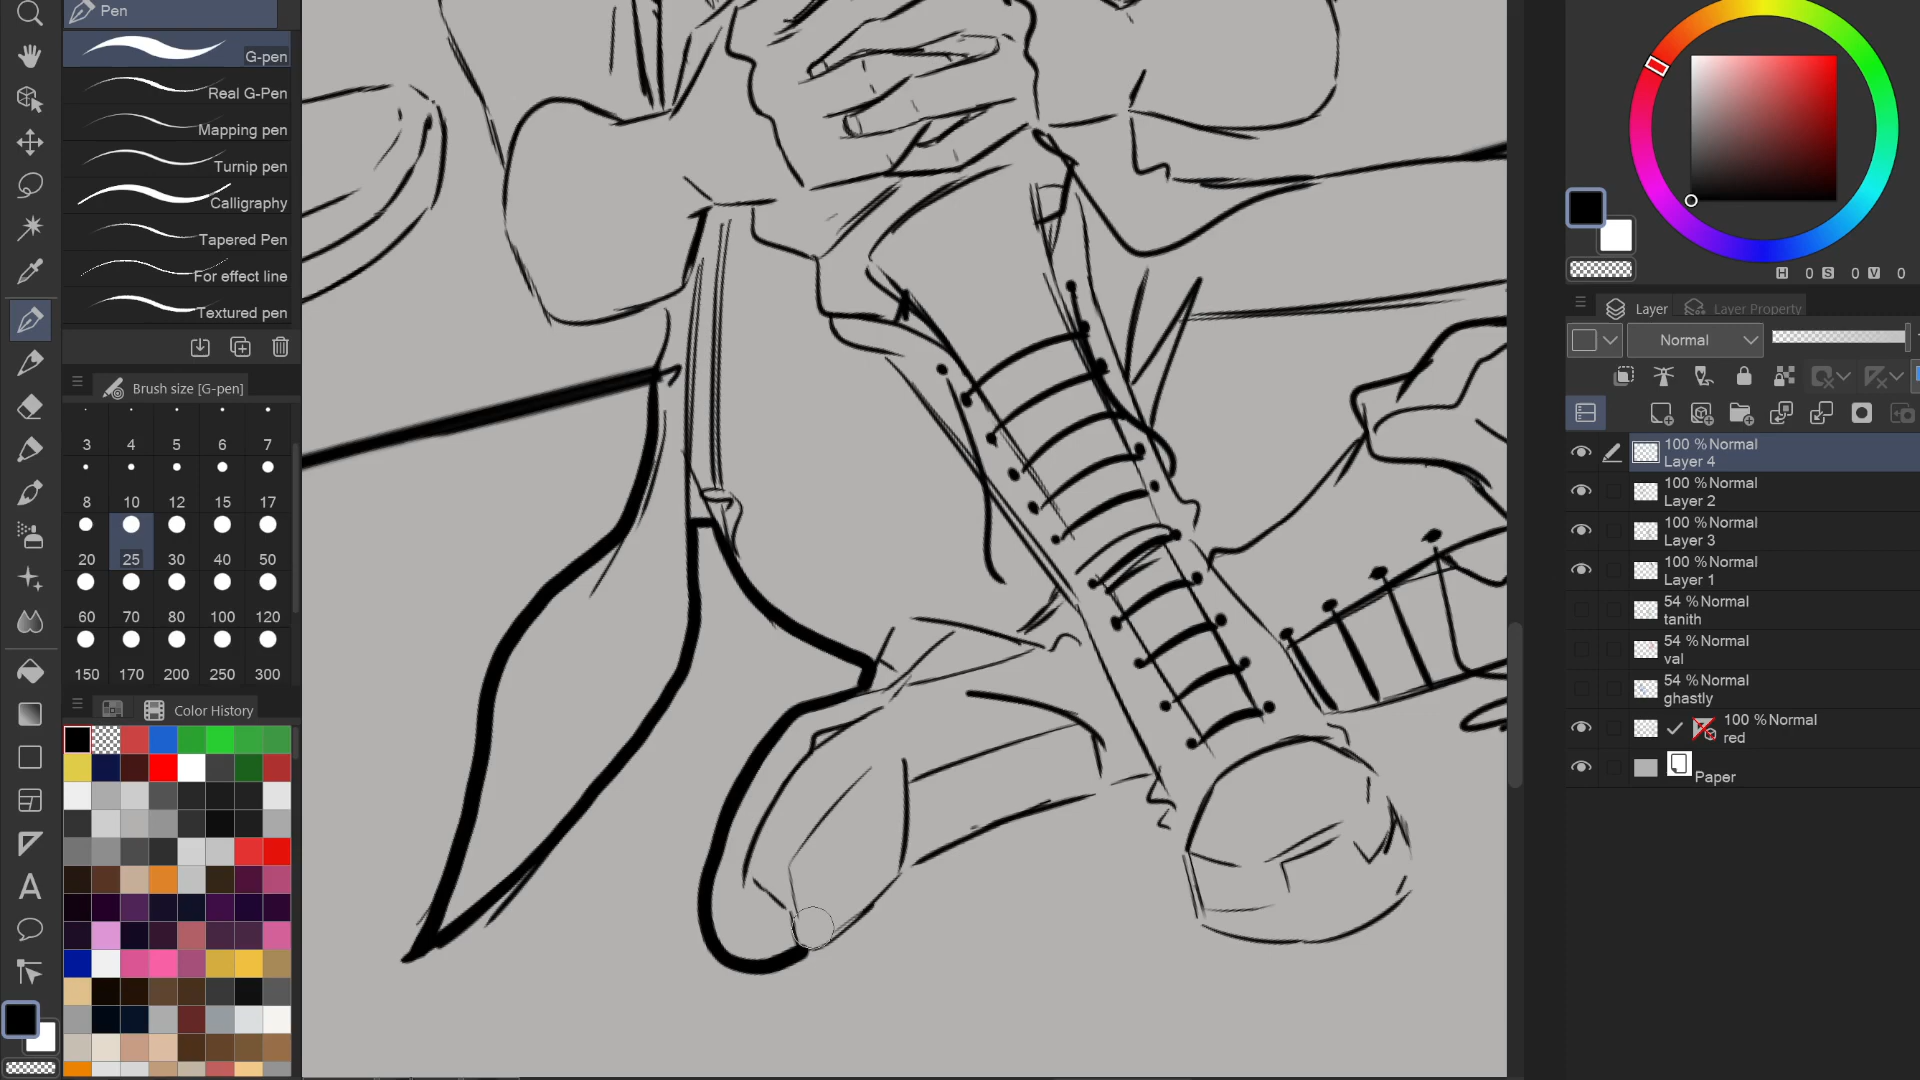 Pen
G-pen
Real G-Pen
Mapping pen
Turnip pen
Calligraphy
Tapered Pen
For effect line
Textured pen
Brush size [G-pen]
3 4 5 6 7
8 10 12 15 17
20 25 30 40 50
60 70 80 100 120
150 170 200 250 300
Color History
H 0 S 0 V 0
Layer Layer Property
Normal
100 %Normal
Layer 4
100 %Normal
Layer 2
100 %Normal
Layer 3
100 %Normal
Layer 1
54 %Normal
tanith
54 %Normal
val
54 %Normal
ghastly
100 %Normal
red
Paper